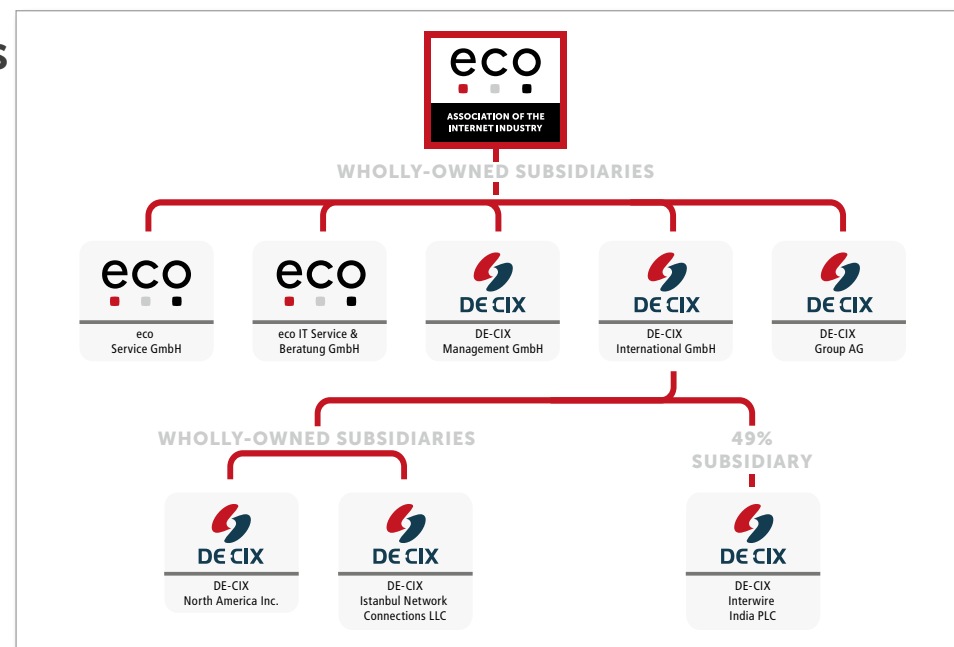 s
eco
ASSOCIATION OF THE
INTERNET INDUSTRY
WHOLLY-OWNED SUBSIDIARIES
eco
eco
DE CIX
DE CIX
DE CIX
eco
Service GmbH
eco IT Service &
Beratung GmbH
DE-CIX
Management GmbH
DE-CIX
International GmbH
DE-CIX
Group AG
WHOLLY-OWNED SUBSIDIARIES
49%
SUBSIDIARY
DE CIX
DE CIX
DE CIX
DE-CIX
North America Inc.
DE-CIX
Istanbul Network
Connections LLC
DE-CIX
Interwire
India PLC